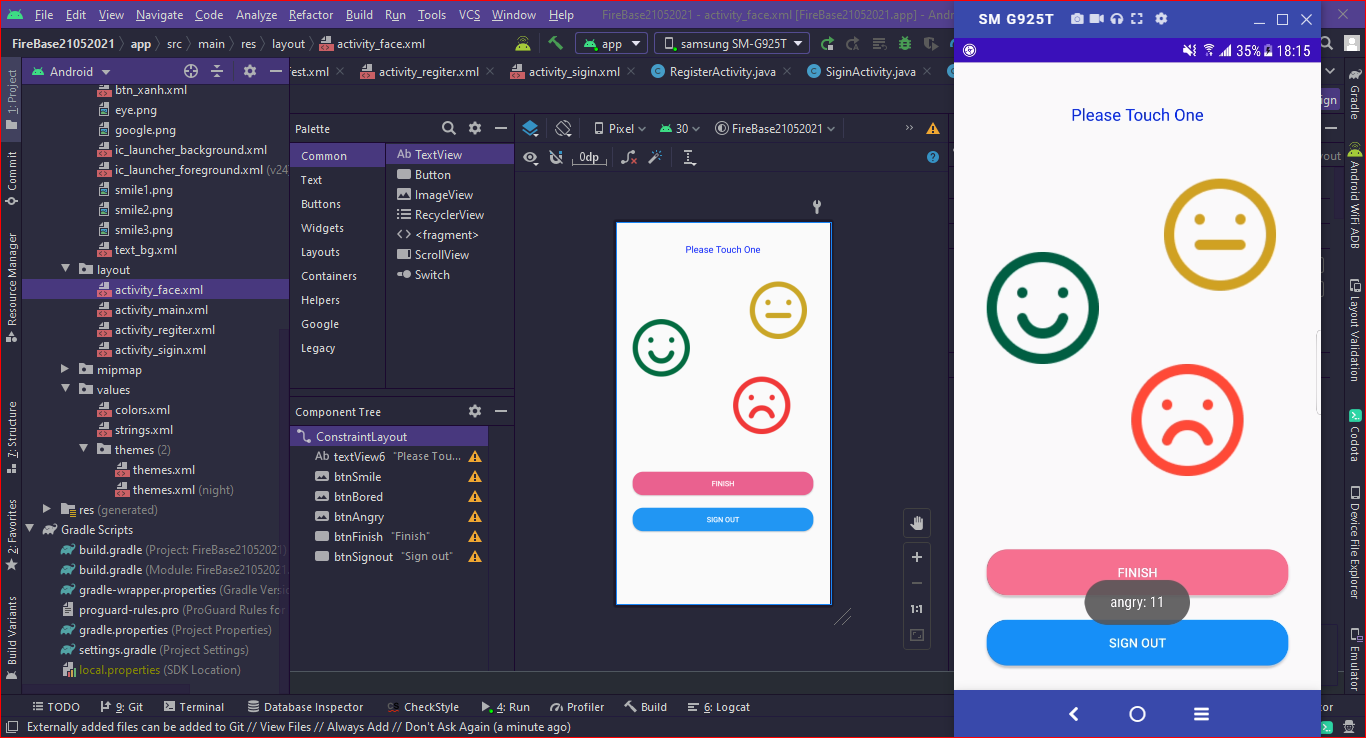 File Edit View Navigate Code Analyze Refactor Build Run Tools VCS Window Help FireBase21052021 - activity_face.xml [FireBase21052021.app] - Andr
FireBase21052021 app src main res layout activity_face.xml app samsung SM-G925T
1: Project
Commit
Resource Manager
7: Structure
2: Favorites
Build Variants
Android
btn_xanh.xml
eye.png
google.png
ic_launcher_background.xml
ic_launcher_foreground.xml (v24)
smile1.png
smile2.png
smile3.png
text_bg.xml
layout
activity_face.xml
activity_main.xml
activity_regiter.xml
activity_sigin.xml
mipmap
values
colors.xml
strings.xml
themes (2)
themes.xml
themes.xml (night)
res (generated)
Gradle Scripts
build.gradle (Project: FireBase21052021)
build.gradle (Module: FireBase21052021.
gradle-wrapper.properties (Gradle Versi
proguard-rules.pro (ProGuard Rules for
gradle.properties (Project Properties)
settings.gradle (Project Settings)
local.properties (SDK Location)
est.xml activity_regiter.xml activity_sigin.xml RegisterActivity.java SiginActivity.java
Palette
Common
Text
Buttons
Widgets
Layouts
Containers
Helpers
Google
Legacy
Ab TextView
Button
ImageView
RecyclerView
<fragment>
ScrollView
Switch
Component Tree
ConstraintLayout
Ab textView6 "Please Tou...
btnSmile
btnBored
btnAngry
btnFinish "Finish"
btnSignout "Sign out"
Pixel 30 FireBase21052021
0dp
Please Touch One
FINISH
SIGN OUT
1:1
SM G925T
35% 18:15
Please Touch One
FINISH
angry: 11
SIGN OUT
ign
out
Gradle
Android WiFi ADB
Layout Validation
Codota
Device File Explorer
Emulator
TODO 9: Git Terminal Database Inspector CheckStyle 4: Run Profiler Build 6: Logcat
tor
Externally added files can be added to Git // View Files // Always Add // Don't Ask Again (a minute ago)